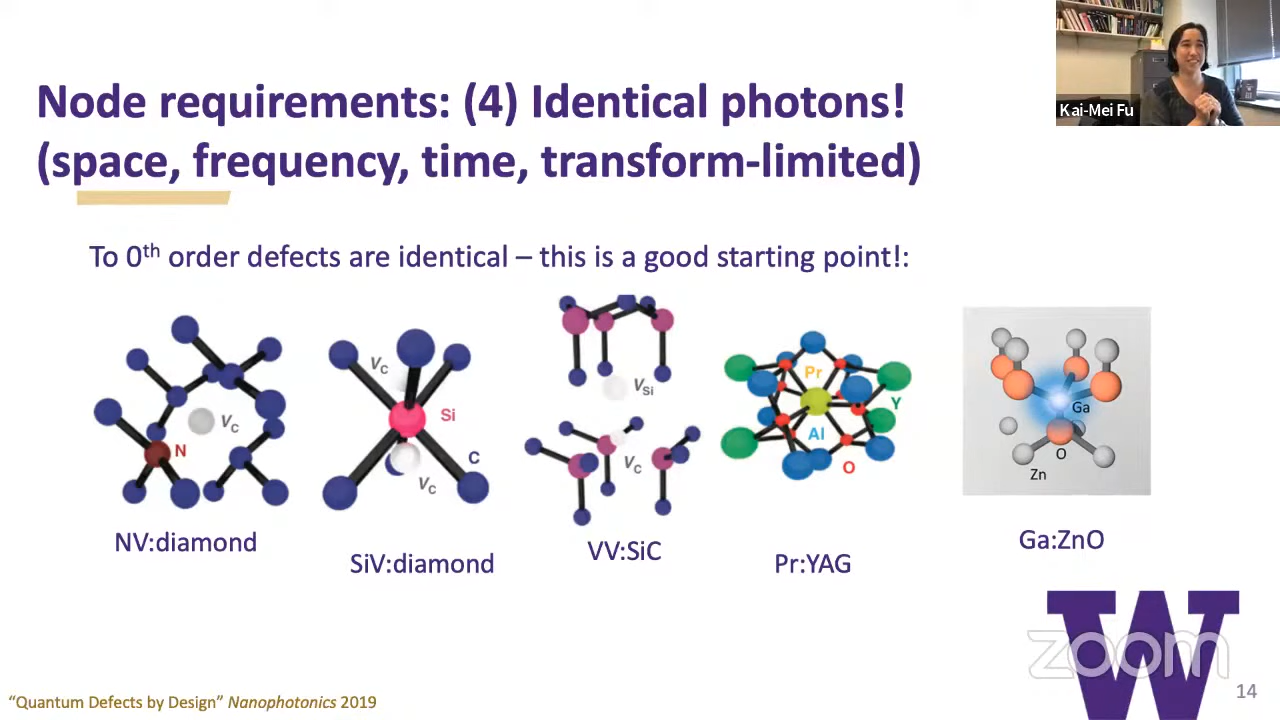 Kai-Mei Fu
Node requirements: (4) Identical photons!
(space, frequency, time, transform-limited)
To 0th order defects are identical – this is a good starting point!:
N
VC
NV:diamond
VC
Si
C
VC
SiV:diamond
VSi
VC
VV:SiC
Pr
Y
Al
O
Pr:YAG
Ga
O
Zn
Ga:ZnO
W
zoom
"Quantum Defects by Design" Nanophotonics 2019
14